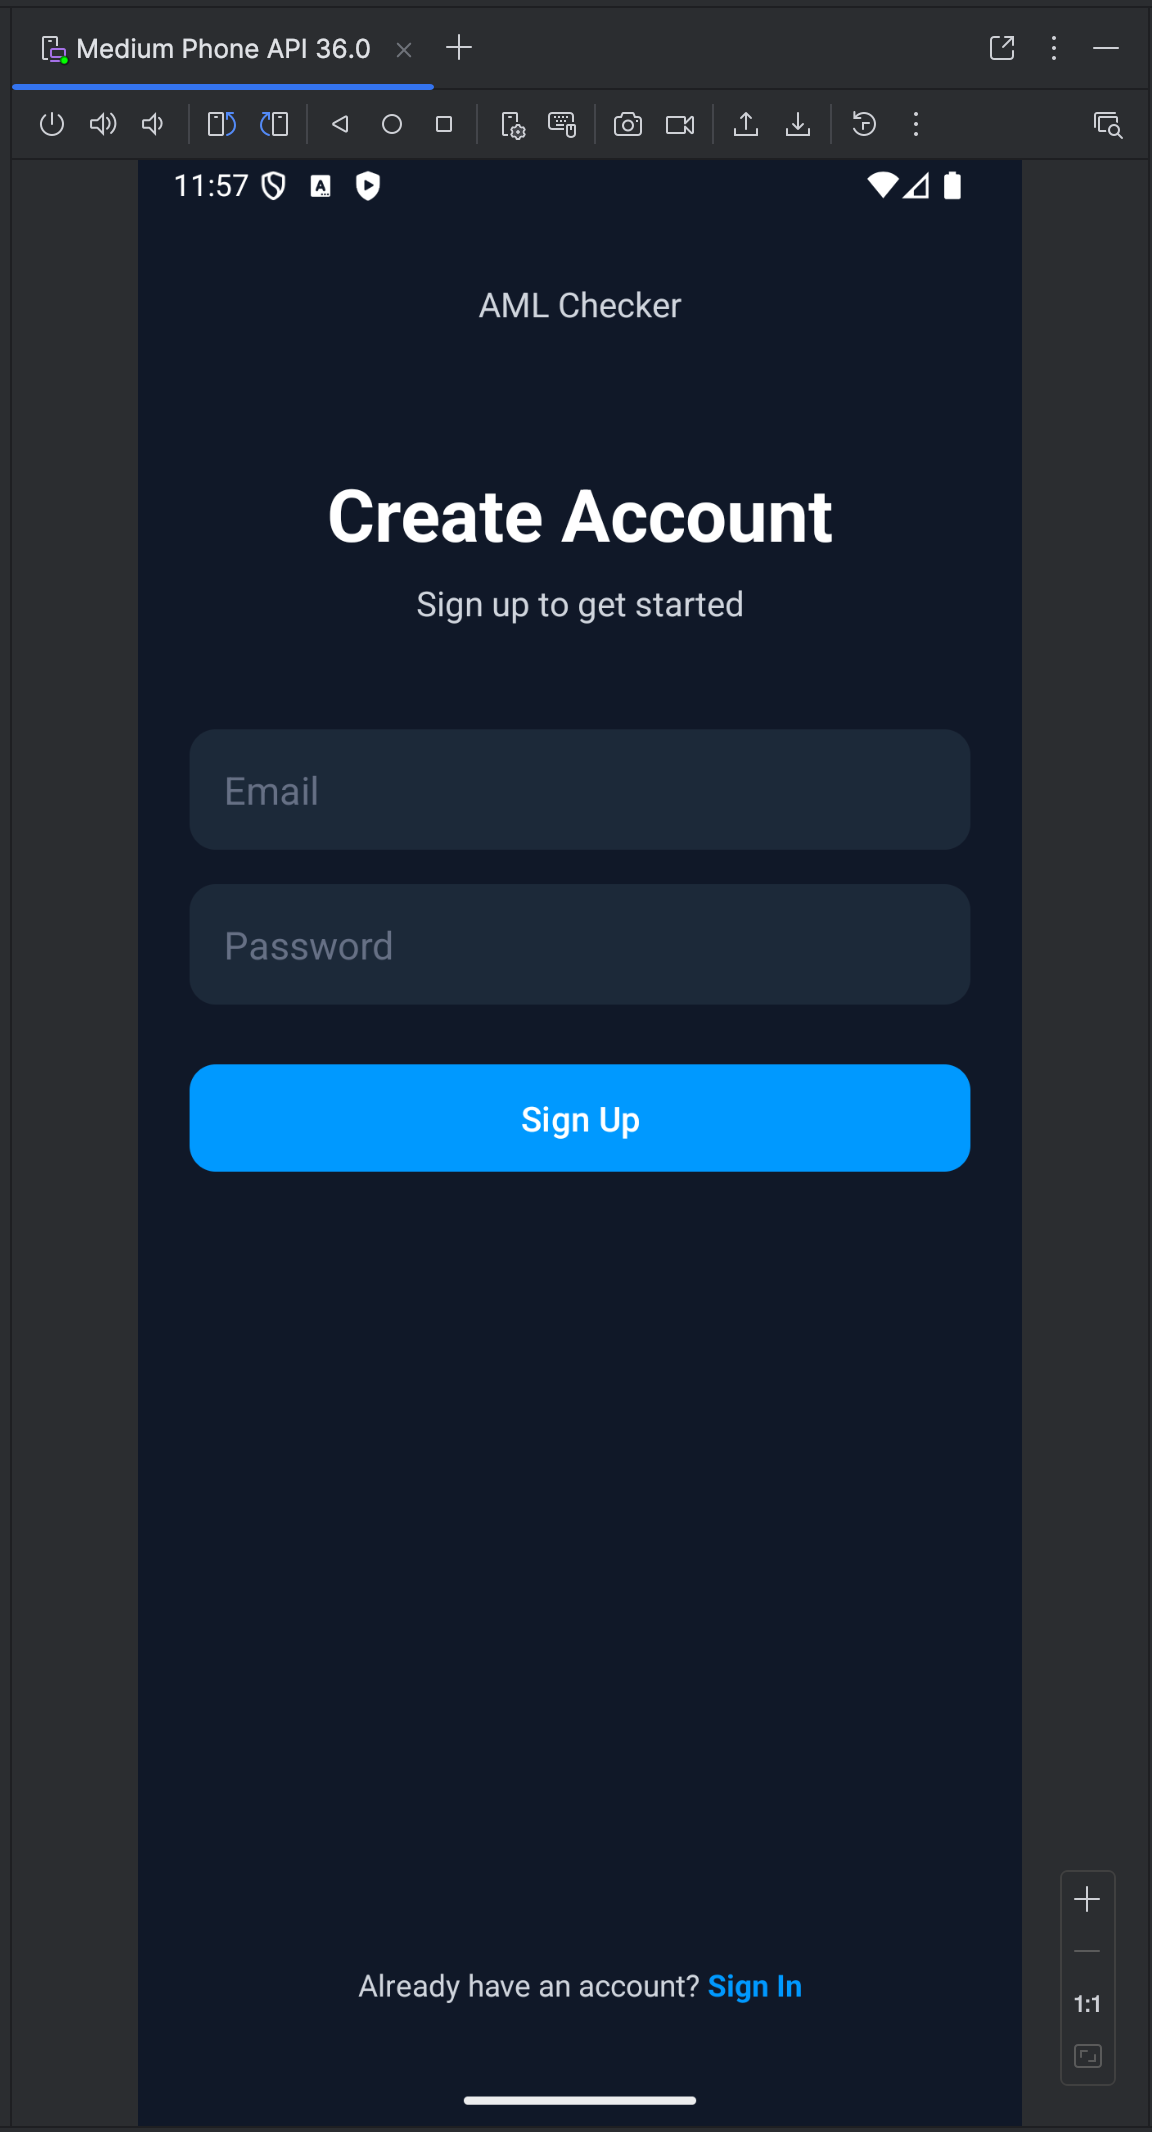 Medium Phone API 36.0
11:57
AML Checker
Create Account
Sign up to get started
Email
Password
Sign Up
Already have an account? Sign In
1:1